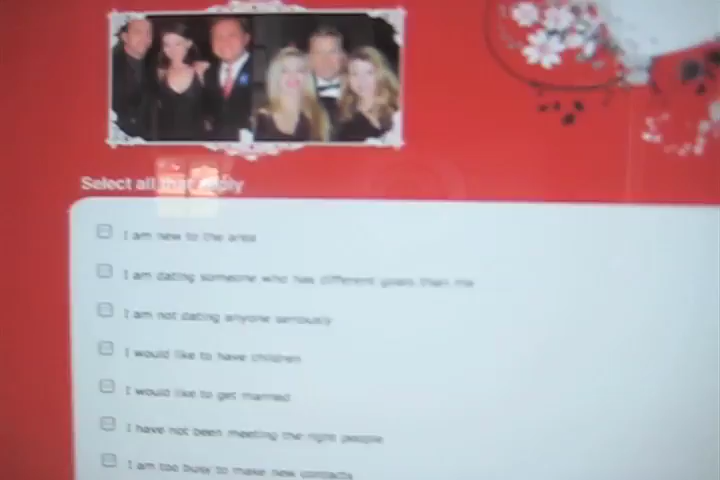 Select all that apply
I am new to the area
I am dating someone who has different goals than me
I am not dating anyone seriously
I would like to have children
I would like to get married
I have not been meeting the right people
I am too busy to make new contacts